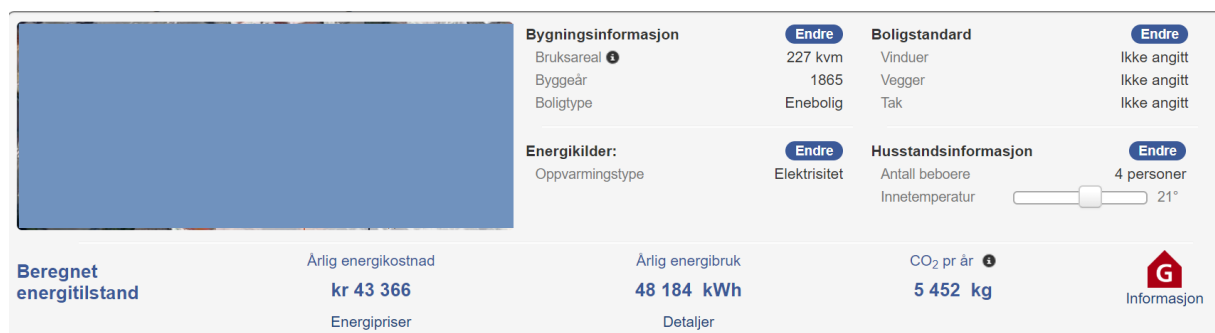 Bygningsinformasjon Endre
Bruksareal 227 kvm
Byggeår 1865
Boligtype Enebolig
Energikilder: Endre
Oppvarmingstype Elektrisitet
Boligstandard Endre
Vinduer Ikke angitt
Vegger Ikke angitt
Tak Ikke angitt
Husstandsinformasjon Endre
Antall beboere 4 personer
Innetemperatur 21°
Beregnet
energitilstand
Årlig energikostnad
kr 43 366
Energipriser
Årlig energibruk
48 184 kWh
Detaljer
CO₂ pr år
5 452 kg
G
Informasjon